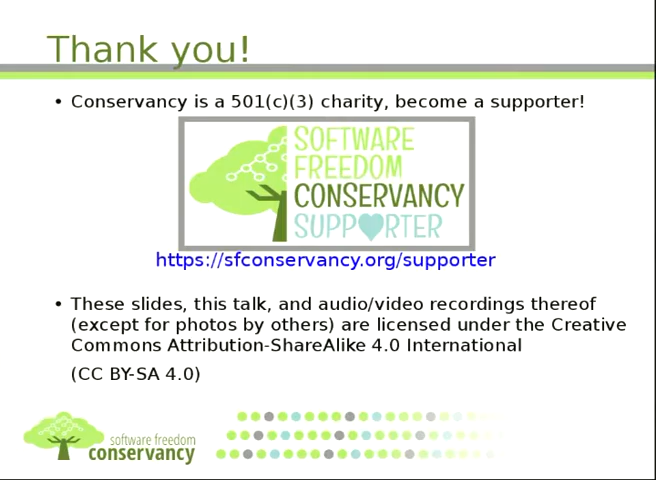 Thank you!
• Conservancy is a 501(c)(3) charity, become a supporter!
SOFTWARE
FREEDOM
CONSERVANCY
SUPP♥RTER
https://sfconservancy.org/supporter
• These slides, this talk, and audio/video recordings thereof
(except for photos by others) are licensed under the Creative
Commons Attribution-ShareAlike 4.0 International
(CC BY-SA 4.0)
software freedom
conservancy